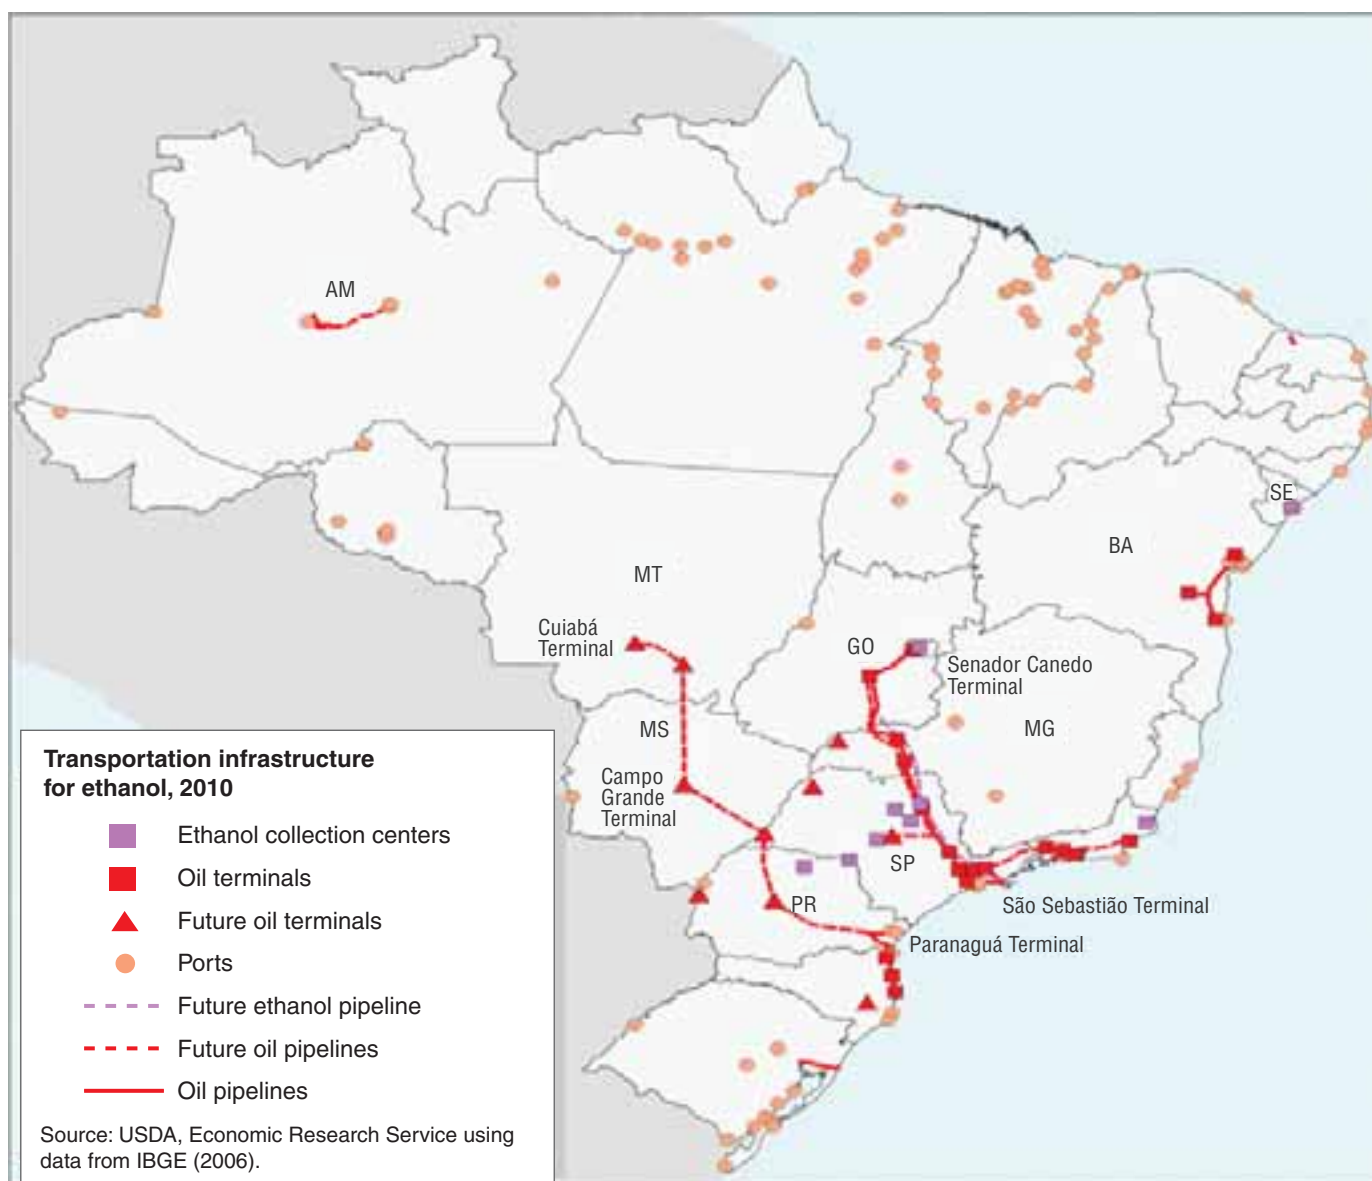 AM
SE
BA
MT
Cuiabá
Terminal
GO
Senador Canedo
Terminal
MS
MG
Campo
Grande
Terminal
SP
PR
São Sebastião Terminal
Paranaguá Terminal
Transportation infrastructure
for ethanol, 2010
Ethanol collection centers
Oil terminals
Future oil terminals
Ports
Future ethanol pipeline
Future oil pipelines
Oil pipelines
Source: USDA, Economic Research Service using
data from IBGE (2006).